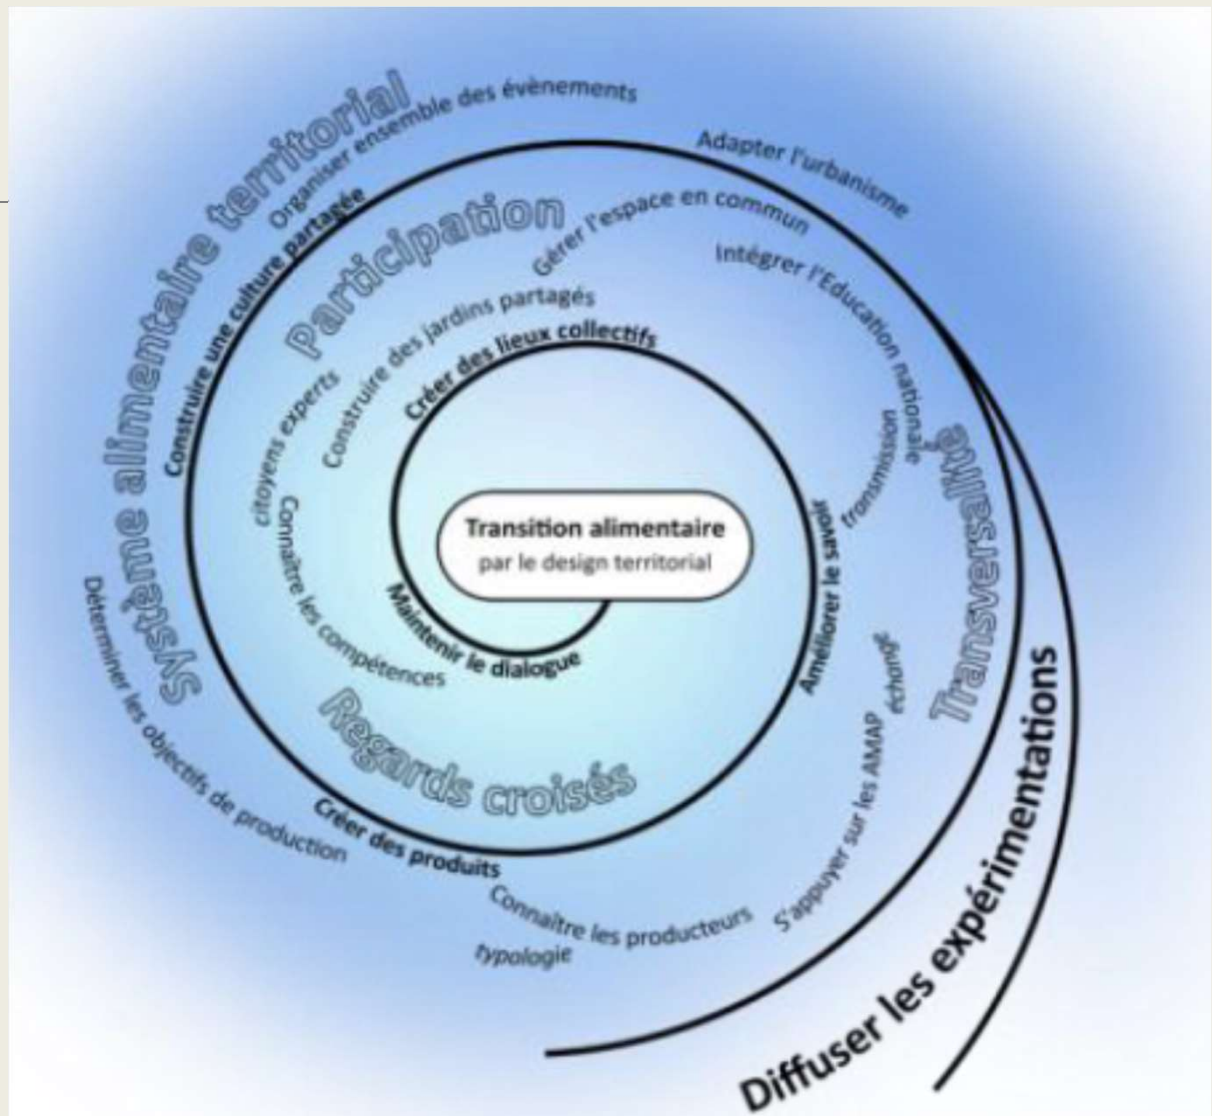 Transition alimentaire
par le design territorial
Maintenir le dialogue
Créer des lieux collectifs
Améliorer le savoir
Créer des produits
Construire une culture partagée
Regards croisés
Connaître les compétences
citoyens experts
Construire des jardins partagés
Participation
Gérer l'espace en commun
Intégrer l'Education nationale
transmission
Transversalité
échange
S'appuyer sur les AMAP
Connaître les producteurs
typologie
Déterminer les objectifs de production
Système alimentaire territorial
Organiser ensemble des évènements
Adapter l'urbanisme
Diffuser les expérimentations